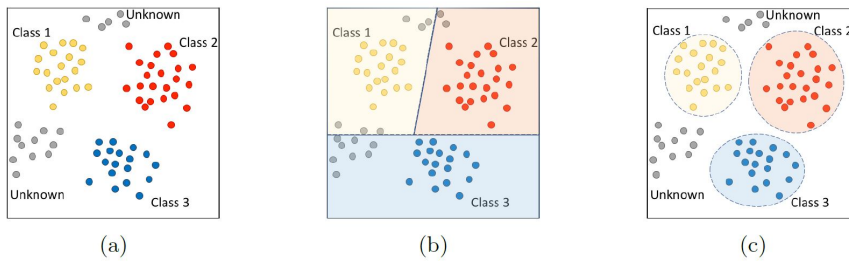 Unknown
Class 1
Class 2
Unknown
Class 3
(a)
Class 1
Class 2
Class 3
(b)
Unknown
Class 1
Class 2
Unknown
Class 3
(c)